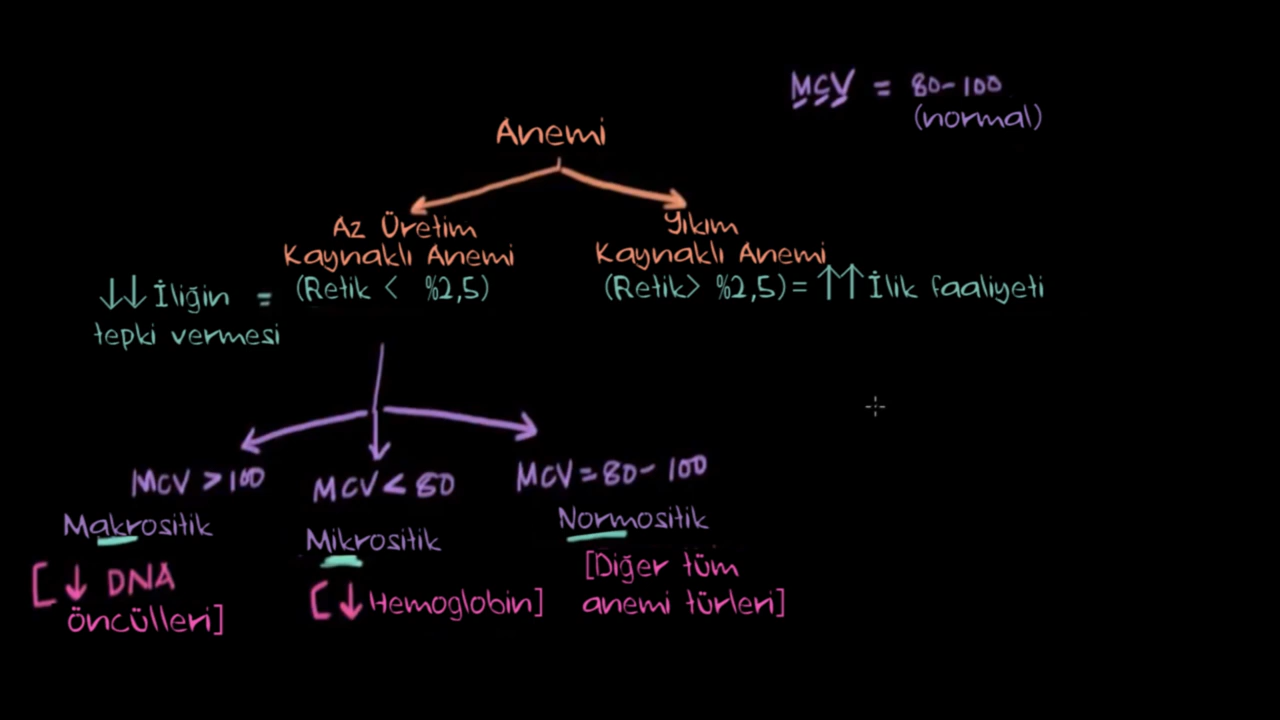 MCV = 80-100
(normal)
Anemi
Az Üretim
Kaynaklı Anemi
(Retik < %2,5)
↓↓ İliğin =
tepki vermesi
Yıkım
Kaynaklı Anemi
(Retik> %2,5) = ↑↑ İlik faaliyeti
MCV > 100
Makrositik
[↓ DNA
öncülleri]
MCV < 80
Mikrositik
[↓ Hemoglobin]
MCV = 80- 100
Normositik
[Diğer tüm
anemi türleri]